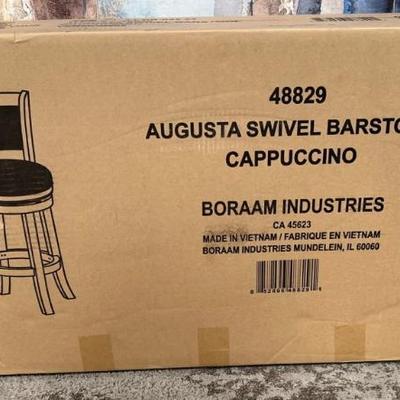 48829
AUGUSTA SWIVEL BARSTO
CAPPUCCINO
BORAAM INDUSTRIES
CA 45623
MADE IN VIETNAM / FABRIQUE EN VIETNAM
BORAAM INDUSTRIES MUNDELEIN, IL 60060